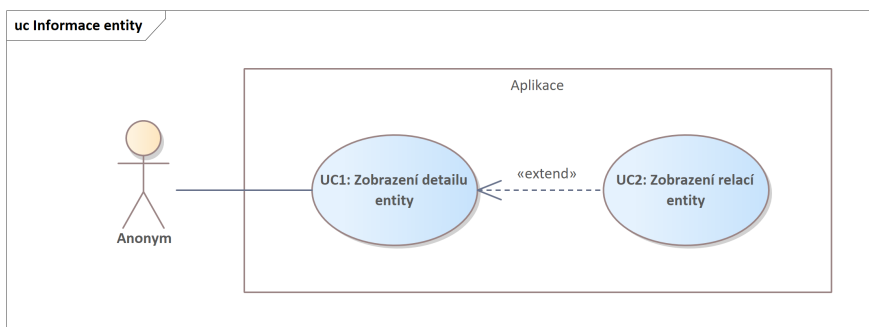 uc Informace entity
Aplikace
Anonym
UC1: Zobrazení detailu
entity
«extend»
UC2: Zobrazení relací
entity